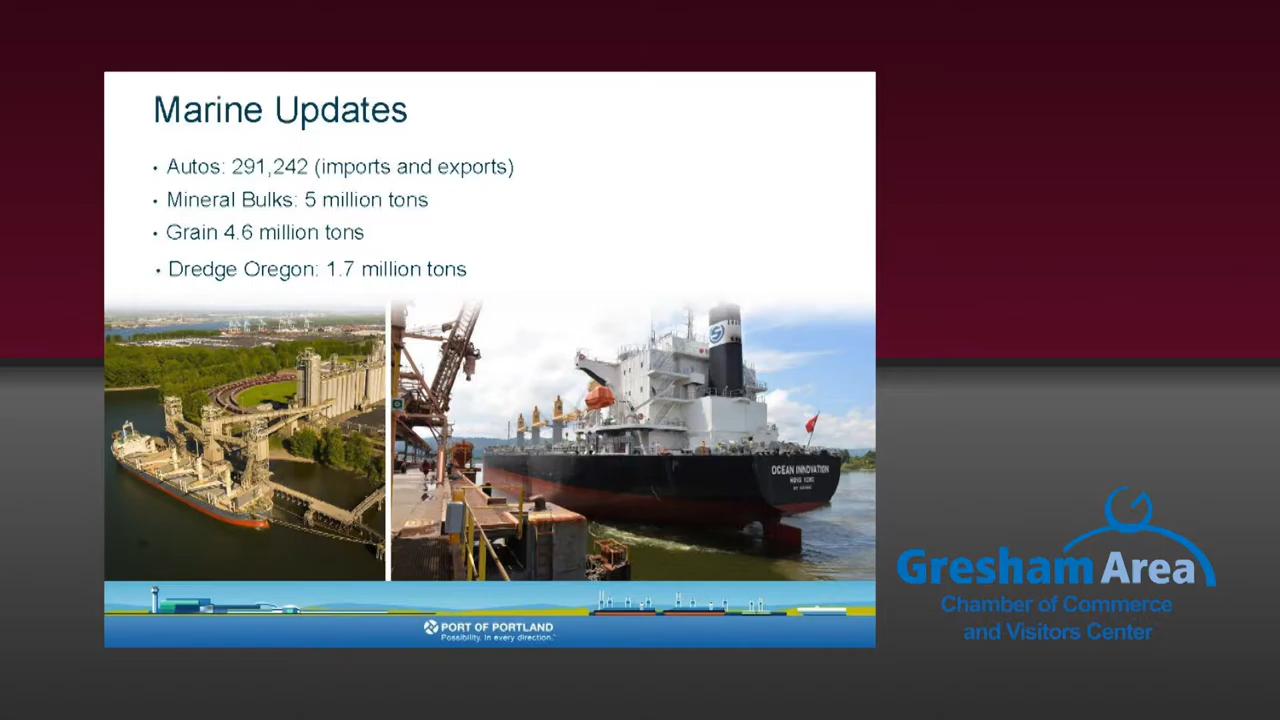 Marine Updates
• Autos: 291,242 (imports and exports)
• Mineral Bulks: 5 million tons
• Grain 4.6 million tons
• Dredge Oregon: 1.7 million tons
OCEAN INNOVATION
HONG KONG
PORT OF PORTLAND
Possibility. In every direction.
Gresham Area
Chamber of Commerce
and Visitors Center